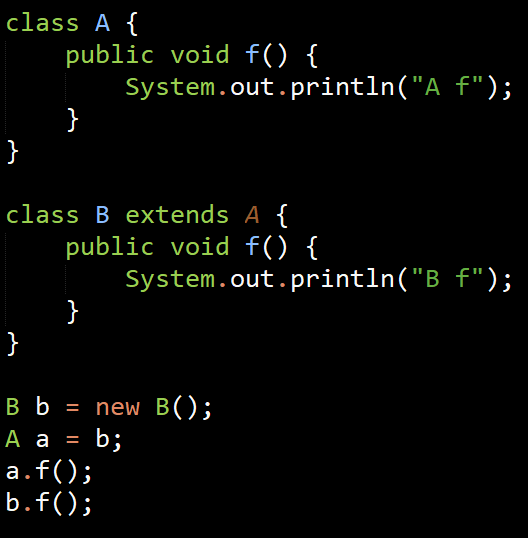 class A {
    public void f() {
        System.out.println("A f");
    }
}

class B extends A {
    public void f() {
        System.out.println("B f");
    }
}

B b = new B();
A a = b;
a.f();
b.f();